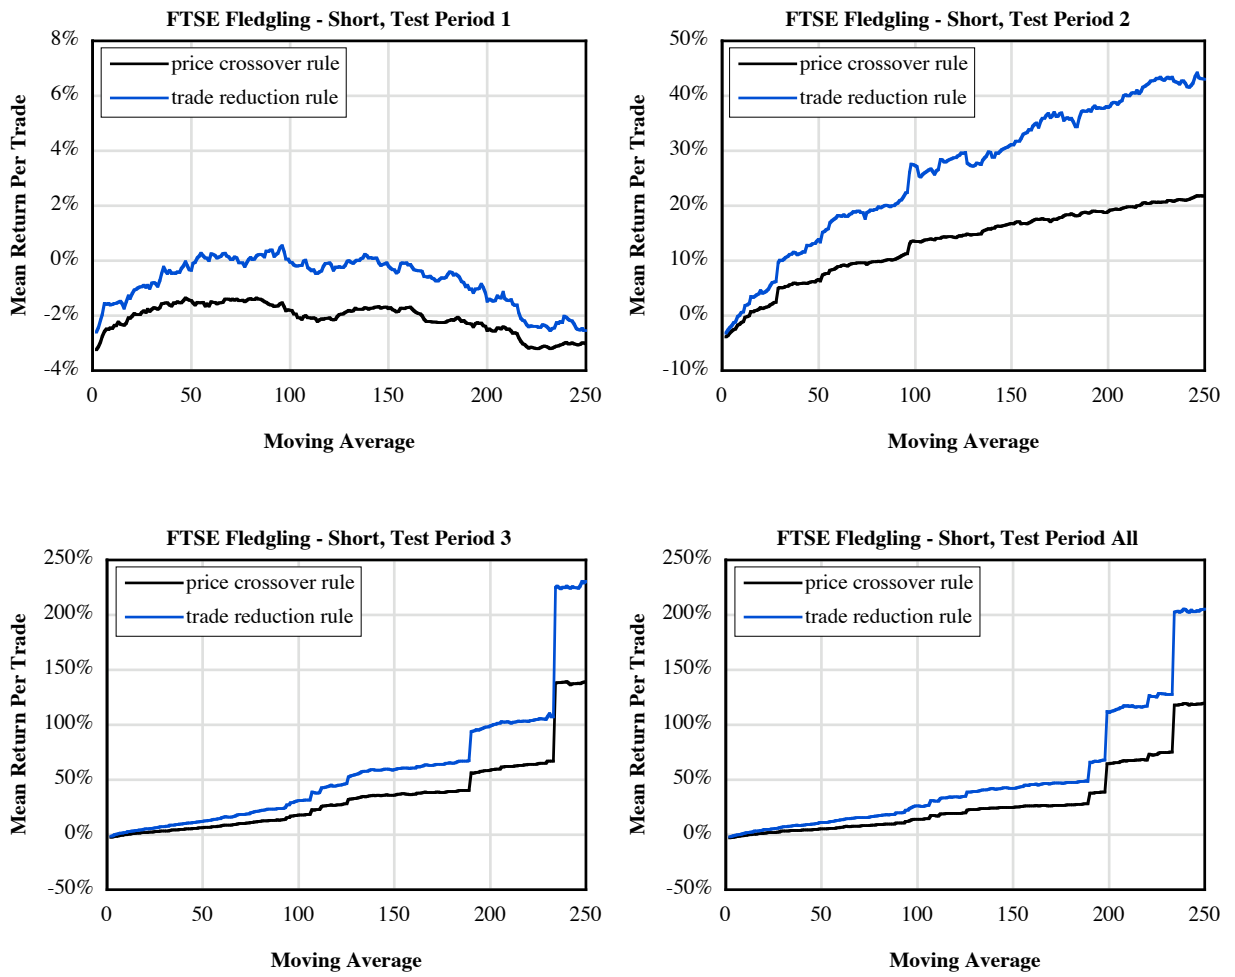 FTSE Fledgling - Short, Test Period 1
8%
6%
4%
2%
0%
-2%
-4%
Mean Return Per Trade
price crossover rule
trade reduction rule
0 50 100 150 200 250
Moving Average
FTSE Fledgling - Short, Test Period 2
50%
40%
30%
20%
10%
0%
-10%
Mean Return Per Trade
price crossover rule
trade reduction rule
0 50 100 150 200 250
Moving Average
FTSE Fledgling - Short, Test Period 3
250%
200%
150%
100%
50%
0%
-50%
Mean Return Per Trade
price crossover rule
trade reduction rule
0 50 100 150 200 250
Moving Average
FTSE Fledgling - Short, Test Period All
250%
200%
150%
100%
50%
0%
-50%
Mean Return Per Trade
price crossover rule
trade reduction rule
0 50 100 150 200 250
Moving Average